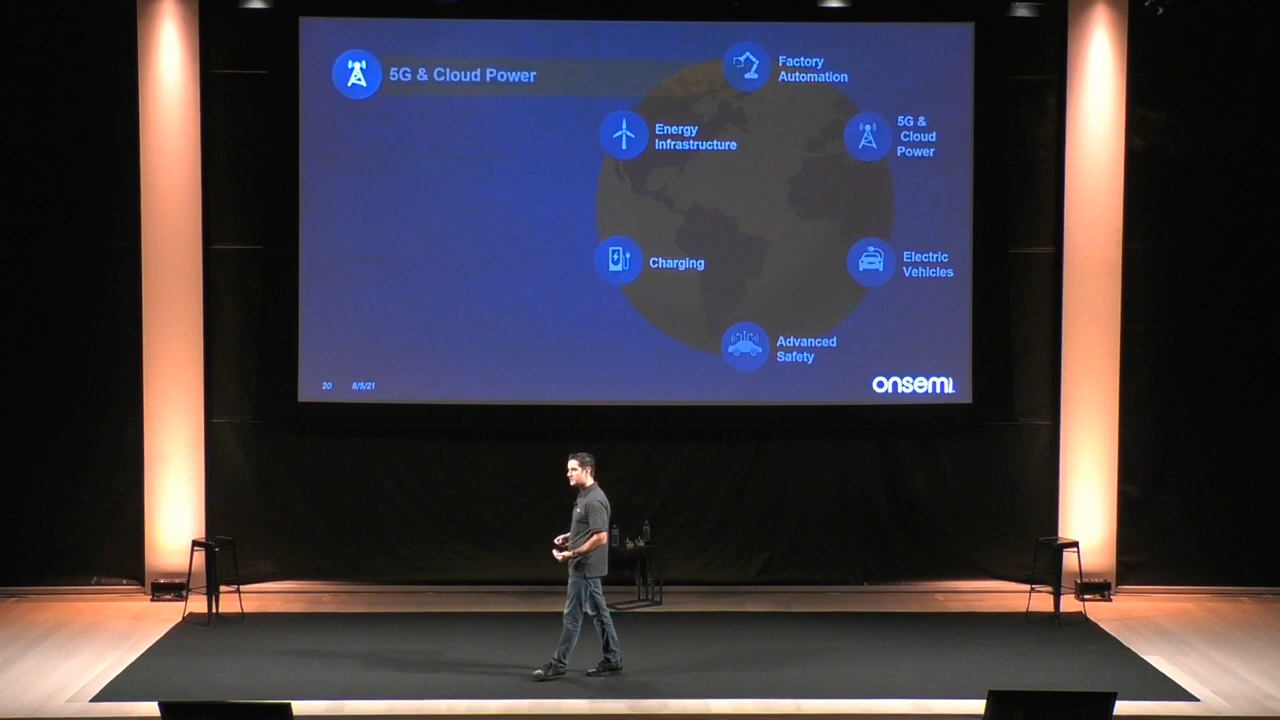 5G & Cloud Power
Factory
Automation
Energy
Infrastructure
5G &
Cloud
Power
Charging
Electric
Vehicles
Advanced
Safety
20 8/5/21
onsemi